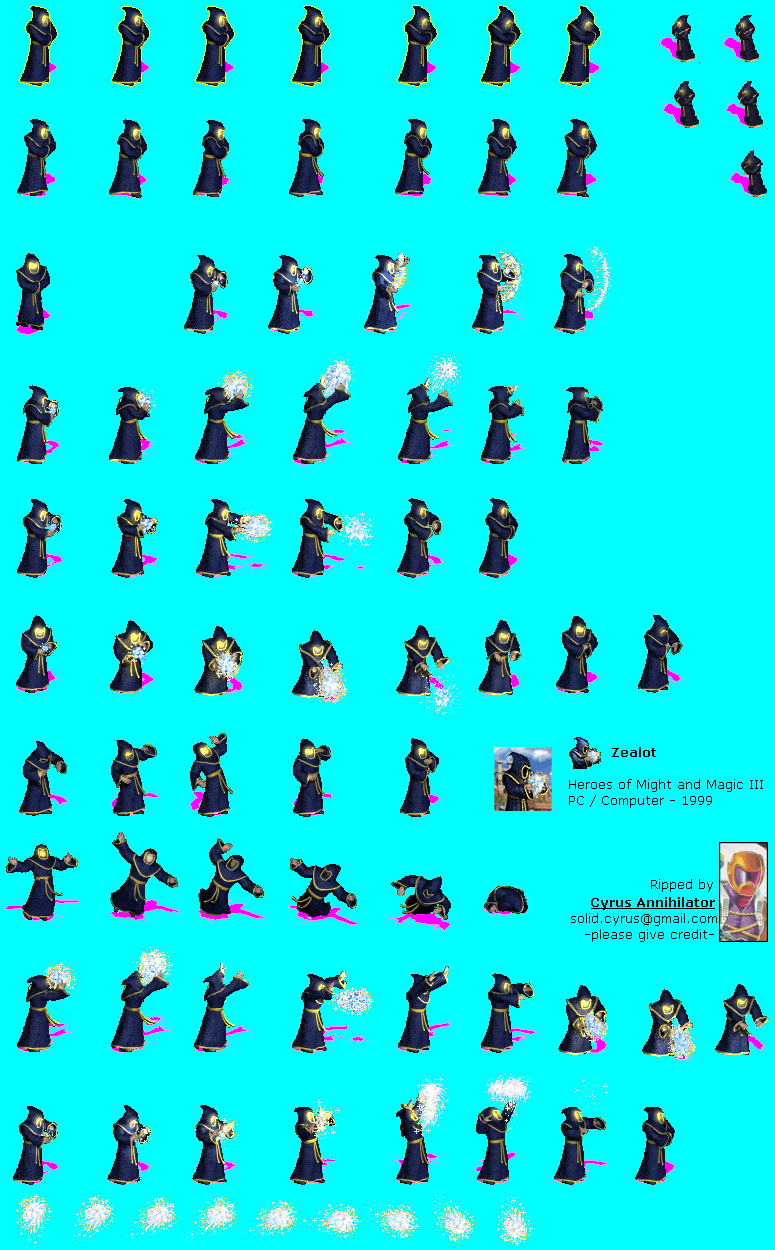 Zealot
Heroes of Might and Magic III
PC / Computer - 1999
Ripped by
Cyrus Annihilator
solid.cyrus@gmail.com
-please give credit-